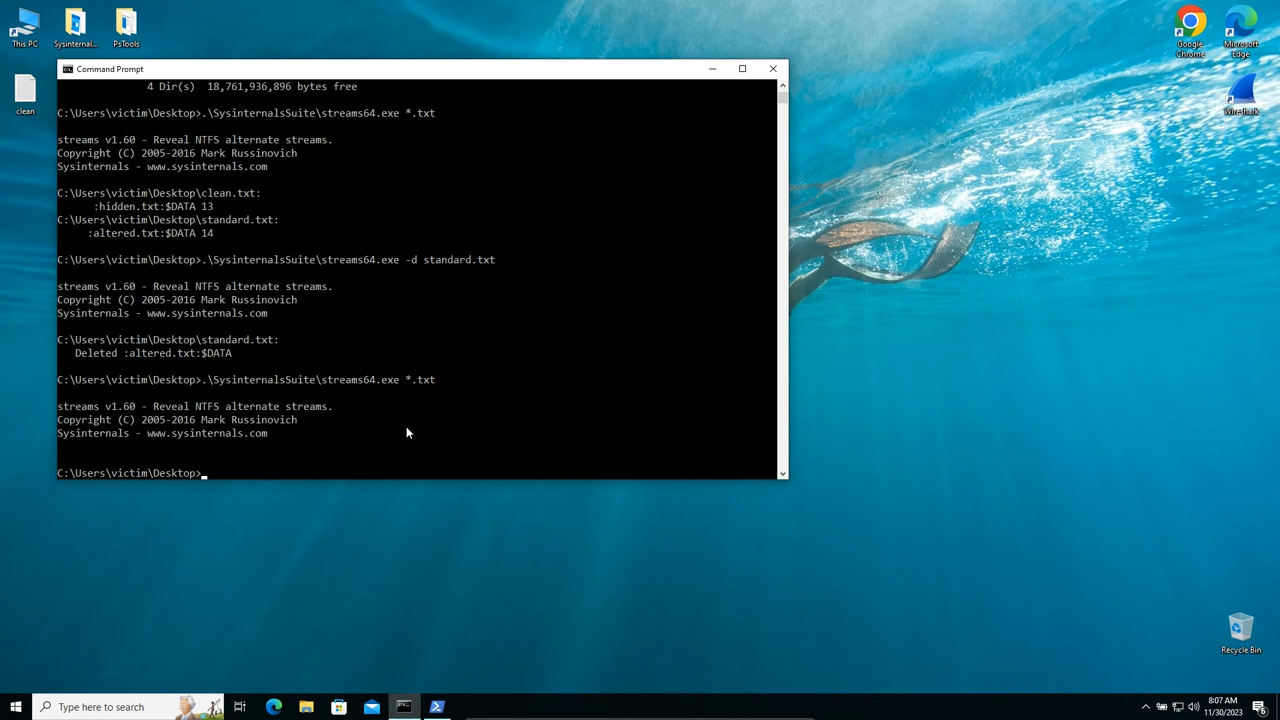 This PC
Sysinternal...
PsTools
Google
Chrome
Microsoft
Edge
clean
Wireshark
Command Prompt
4 Dir(s)  18,761,936,896 bytes free
C:\Users\victim\Desktop>.\SysinternalsSuite\streams64.exe *.txt
streams v1.60 - Reveal NTFS alternate streams.
Copyright (C) 2005-2016 Mark Russinovich
Sysinternals - www.sysinternals.com
C:\Users\victim\Desktop\clean.txt:
:hidden.txt:$DATA 13
C:\Users\victim\Desktop\standard.txt:
:altered.txt:$DATA 14
C:\Users\victim\Desktop>.\SysinternalsSuite\streams64.exe -d standard.txt
streams v1.60 - Reveal NTFS alternate streams.
Copyright (C) 2005-2016 Mark Russinovich
Sysinternals - www.sysinternals.com
C:\Users\victim\Desktop\standard.txt:
Deleted :altered.txt:$DATA
C:\Users\victim\Desktop>.\SysinternalsSuite\streams64.exe *.txt
streams v1.60 - Reveal NTFS alternate streams.
Copyright (C) 2005-2016 Mark Russinovich
Sysinternals - www.sysinternals.com
C:\Users\victim\Desktop>
Recycle Bin
Type here to search
8:07 AM
11/30/2023
6